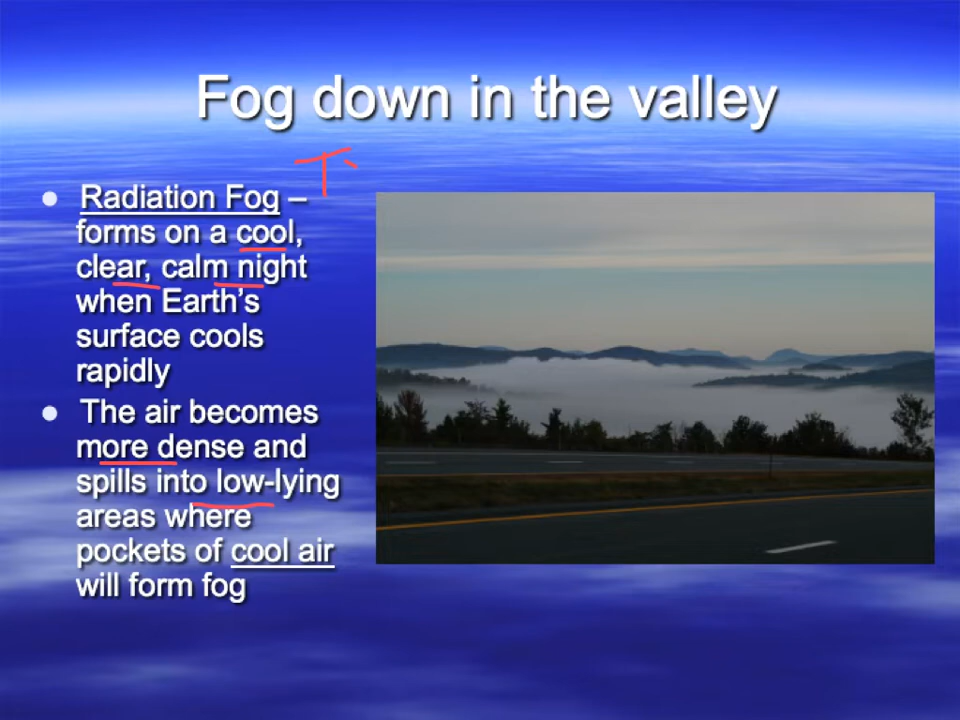 Fog down in the valley
Radiation Fog –
forms on a cool,
clear, calm night
when Earth's
surface cools
rapidly
The air becomes
more dense and
spills into low-lying
areas where
pockets of cool air
will form fog